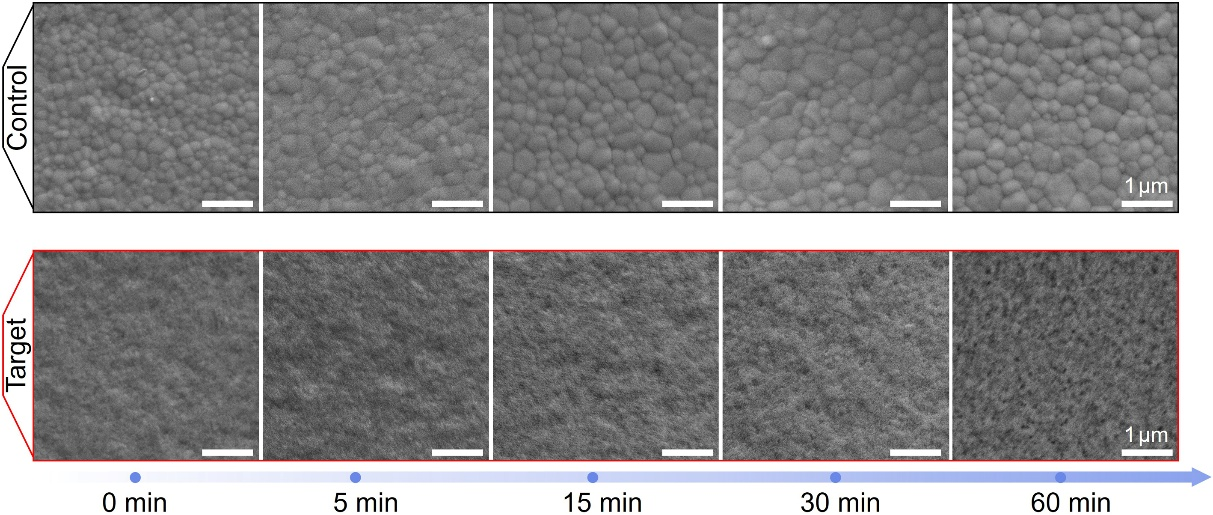 Control
1 μm
Target
1 μm
0 min
5 min
15 min
30 min
60 min